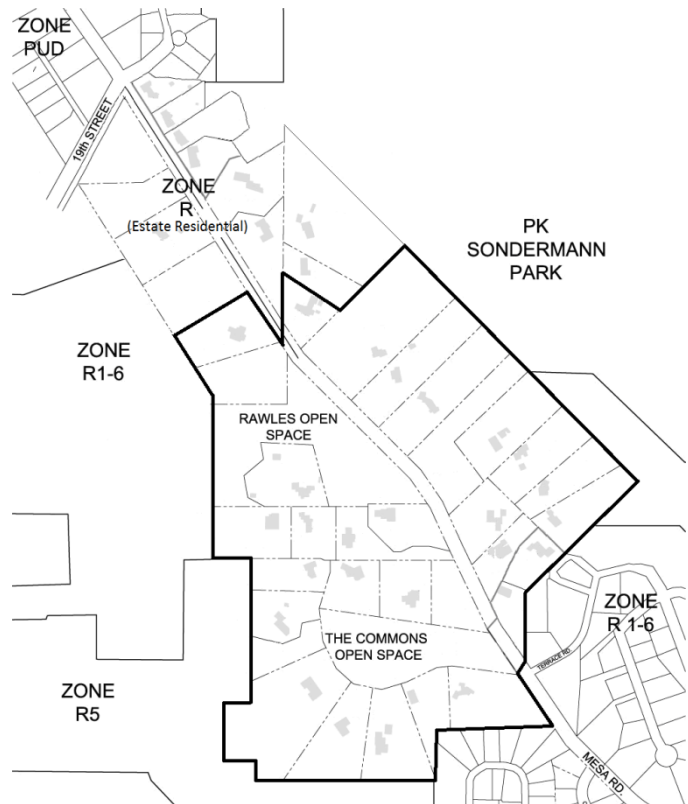 ZONE
PUD
19th STREET
ZONE
R
(Estate Residential)
PK
SONDERMANN
PARK
ZONE
R1-6
RAWLES OPEN
SPACE
ZONE
R 1-6
THE COMMONS
OPEN SPACE
TERRACE RD.
ZONE
R5
MESA RD.